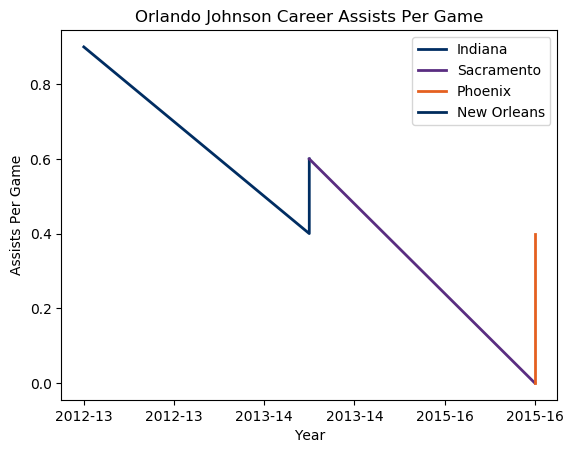 Orlando Johnson Career Assists Per Game
Indiana
Sacramento
Phoenix
New Orleans
Assists Per Game
0.8
0.6
0.4
0.2
0.0
2012-13 2012-13 2013-14 2013-14 2015-16 2015-16
Year